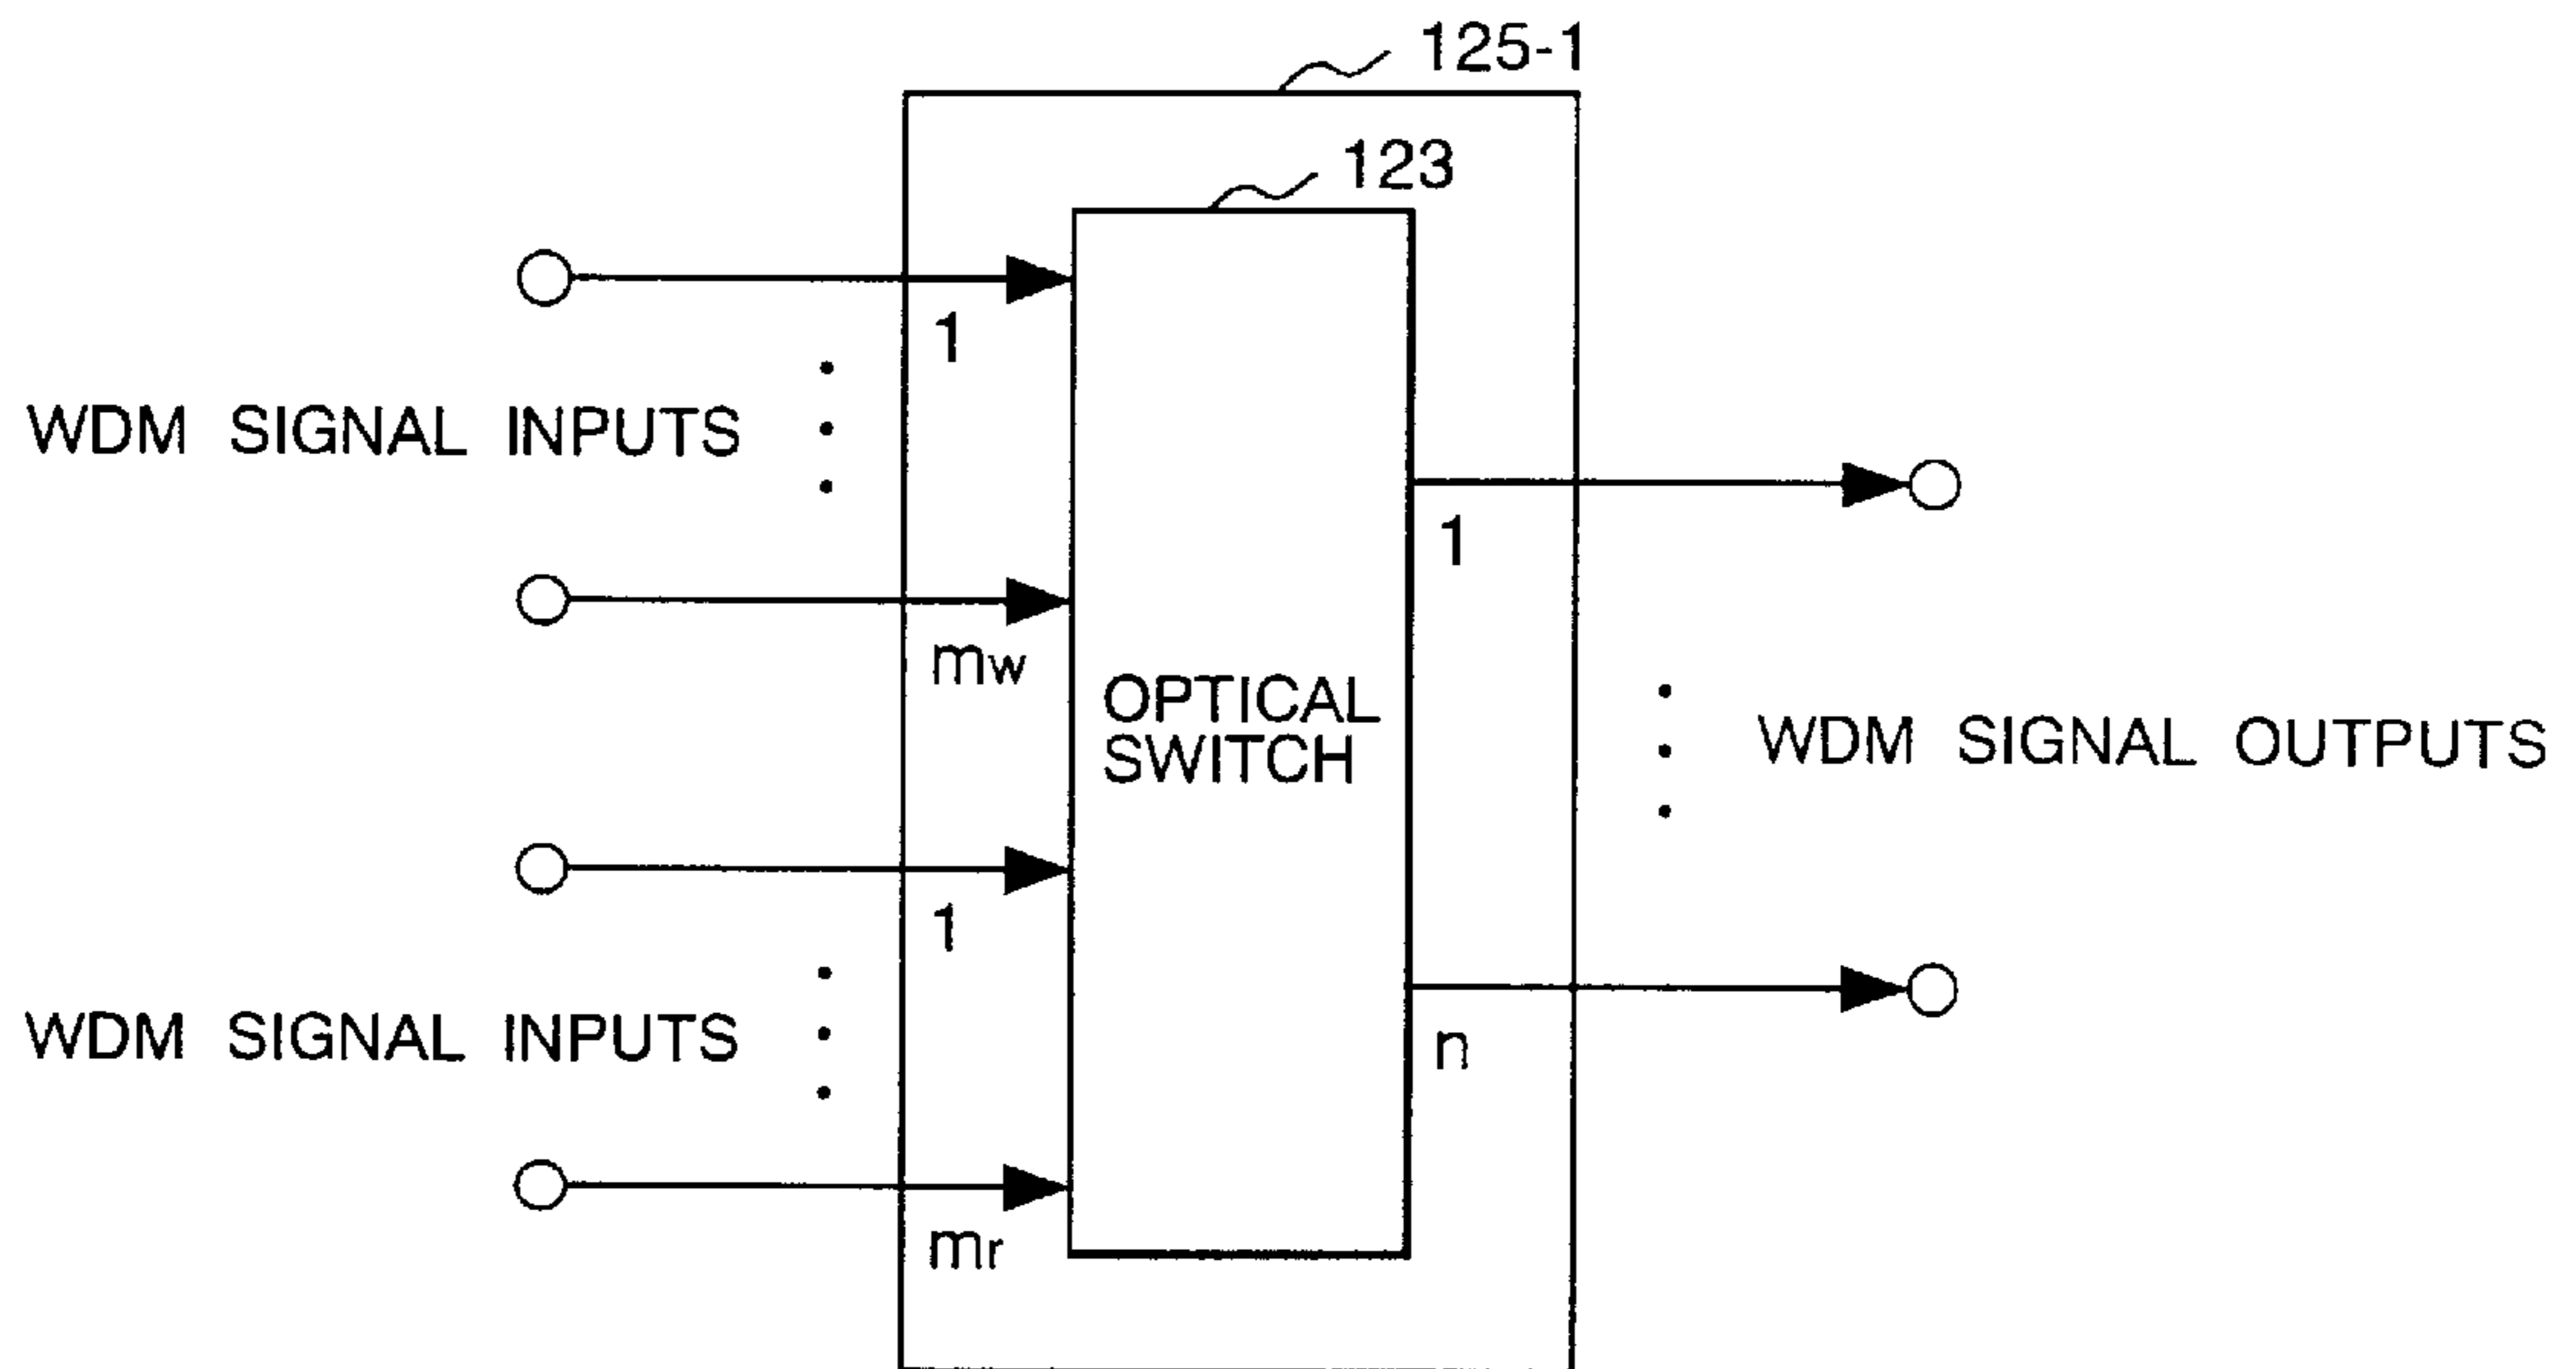 125-1
123
1
WDM SIGNAL INPUTS
mw
1
OPTICAL
SWITCH
WDM SIGNAL OUTPUTS
1
WDM SIGNAL INPUTS
n
mr